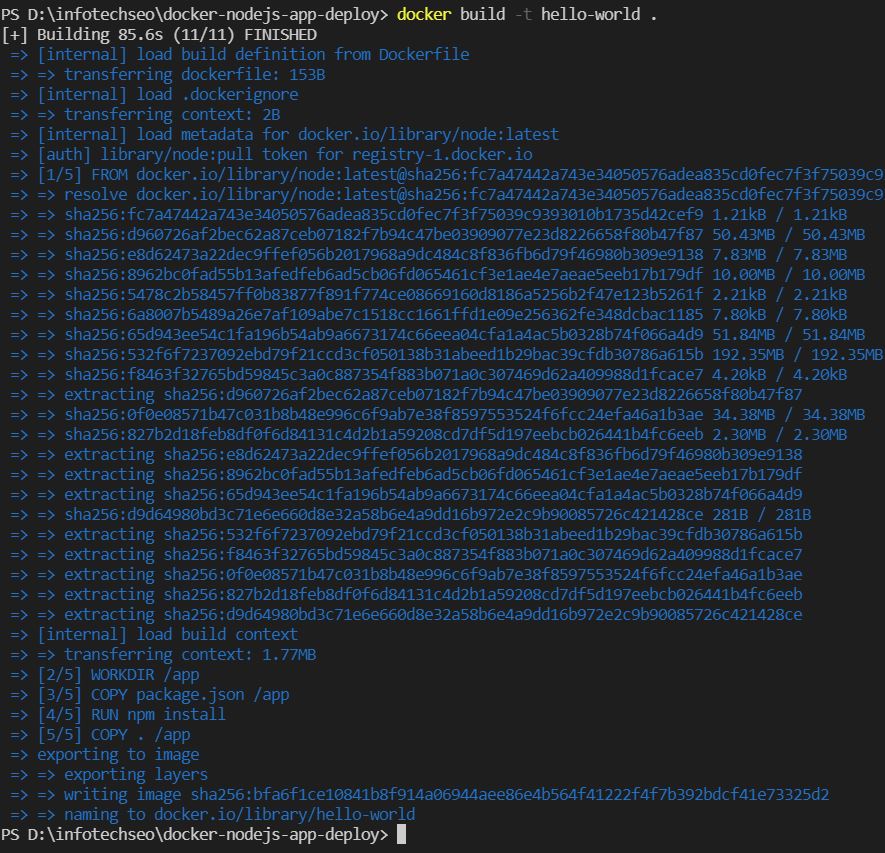 PS D:\infotechseo\docker-nodejs-app-deploy> docker build -t hello-world .
[+] Building 85.6s (11/11) FINISHED
=> [internal] load build definition from Dockerfile
=> => transferring dockerfile: 153B
=> [internal] load .dockerignore
=> => transferring context: 2B
=> [internal] load metadata for docker.io/library/node:latest
=> [auth] library/node:pull token for registry-1.docker.io
=> [1/5] FROM docker.io/library/node:latest@sha256:fc7a47442a743e34050576adea835cd0fec7f3f75039c9
=> => resolve docker.io/library/node:latest@sha256:fc7a47442a743e34050576adea835cd0fec7f3f75039c9
=> => sha256:fc7a47442a743e34050576adea835cd0fec7f3f75039c9393010b1735d42cef9 1.21kB / 1.21kB
=> => sha256:d960726af2bec62a87ceb07182f7b94c47be03909077e23d8226658f80b47f87 50.43MB / 50.43MB
=> => sha256:e8d62473a22dec9ffef056b2017968a9dc484c8f836fb6d79f46980b309e9138 7.83MB / 7.83MB
=> => sha256:8962bc0fad55b13afedfeb6ad5cb06fd065461cf3e1ae4e7aeae5eeb17b179df 10.00MB / 10.00MB
=> => sha256:5478c2b58457ff0b83877f891f774ce08669160d8186a5256b2f47e123b5261f 2.21kB / 2.21kB
=> => sha256:6a8007b5489a26e7af109abe7c1518cc1661ffd1e09e256362fe348dcbac1185 7.80kB / 7.80kB
=> => sha256:65d943ee54c1fa196b54ab9a6673174c66eea04cfa1a4ac5b0328b74f066a4d9 51.84MB / 51.84MB
=> => sha256:532f6f7237092ebd79f21ccd3cf050138b31abeed1b29bac39cfdb30786a615b 192.35MB / 192.35MB
=> => sha256:f8463f32765bd59845c3a0c887354f883b071a0c307469d62a409988d1fcace7 4.20kB / 4.20kB
=> => extracting sha256:d960726af2bec62a87ceb07182f7b94c47be03909077e23d8226658f80b47f87
=> => sha256:0f0e08571b47c031b8b48e996c6f9ab7e38f8597553524f6fcc24efa46a1b3ae 34.38MB / 34.38MB
=> => sha256:827b2d18feb8df0f6d84131c4d2b1a59208cd7df5d197eebcb026441b4fc6eeb 2.30MB / 2.30MB
=> => extracting sha256:e8d62473a22dec9ffef056b2017968a9dc484c8f836fb6d79f46980b309e9138
=> => extracting sha256:8962bc0fad55b13afedfeb6ad5cb06fd065461cf3e1ae4e7aeae5eeb17b179df
=> => extracting sha256:65d943ee54c1fa196b54ab9a6673174c66eea04cfa1a4ac5b0328b74f066a4d9
=> => sha256:d9d64980bd3c71e6e660d8e32a58b6e4a9dd16b972e2c9b90085726c421428ce 281B / 281B
=> => extracting sha256:532f6f7237092ebd79f21ccd3cf050138b31abeed1b29bac39cfdb30786a615b
=> => extracting sha256:f8463f32765bd59845c3a0c887354f883b071a0c307469d62a409988d1fcace7
=> => extracting sha256:0f0e08571b47c031b8b48e996c6f9ab7e38f8597553524f6fcc24efa46a1b3ae
=> => extracting sha256:827b2d18feb8df0f6d84131c4d2b1a59208cd7df5d197eebcb026441b4fc6eeb
=> => extracting sha256:d9d64980bd3c71e6e660d8e32a58b6e4a9dd16b972e2c9b90085726c421428ce
=> [internal] load build context
=> => transferring context: 1.77MB
=> [2/5] WORKDIR /app
=> [3/5] COPY package.json /app
=> [4/5] RUN npm install
=> [5/5] COPY . /app
=> exporting to image
=> => exporting layers
=> => writing image sha256:bfa6f1ce10841b8f914a06944aee86e4b564f41222f4f7b392bdcf41e73325d2
=> => naming to docker.io/library/hello-world
PS D:\infotechseo\docker-nodejs-app-deploy>